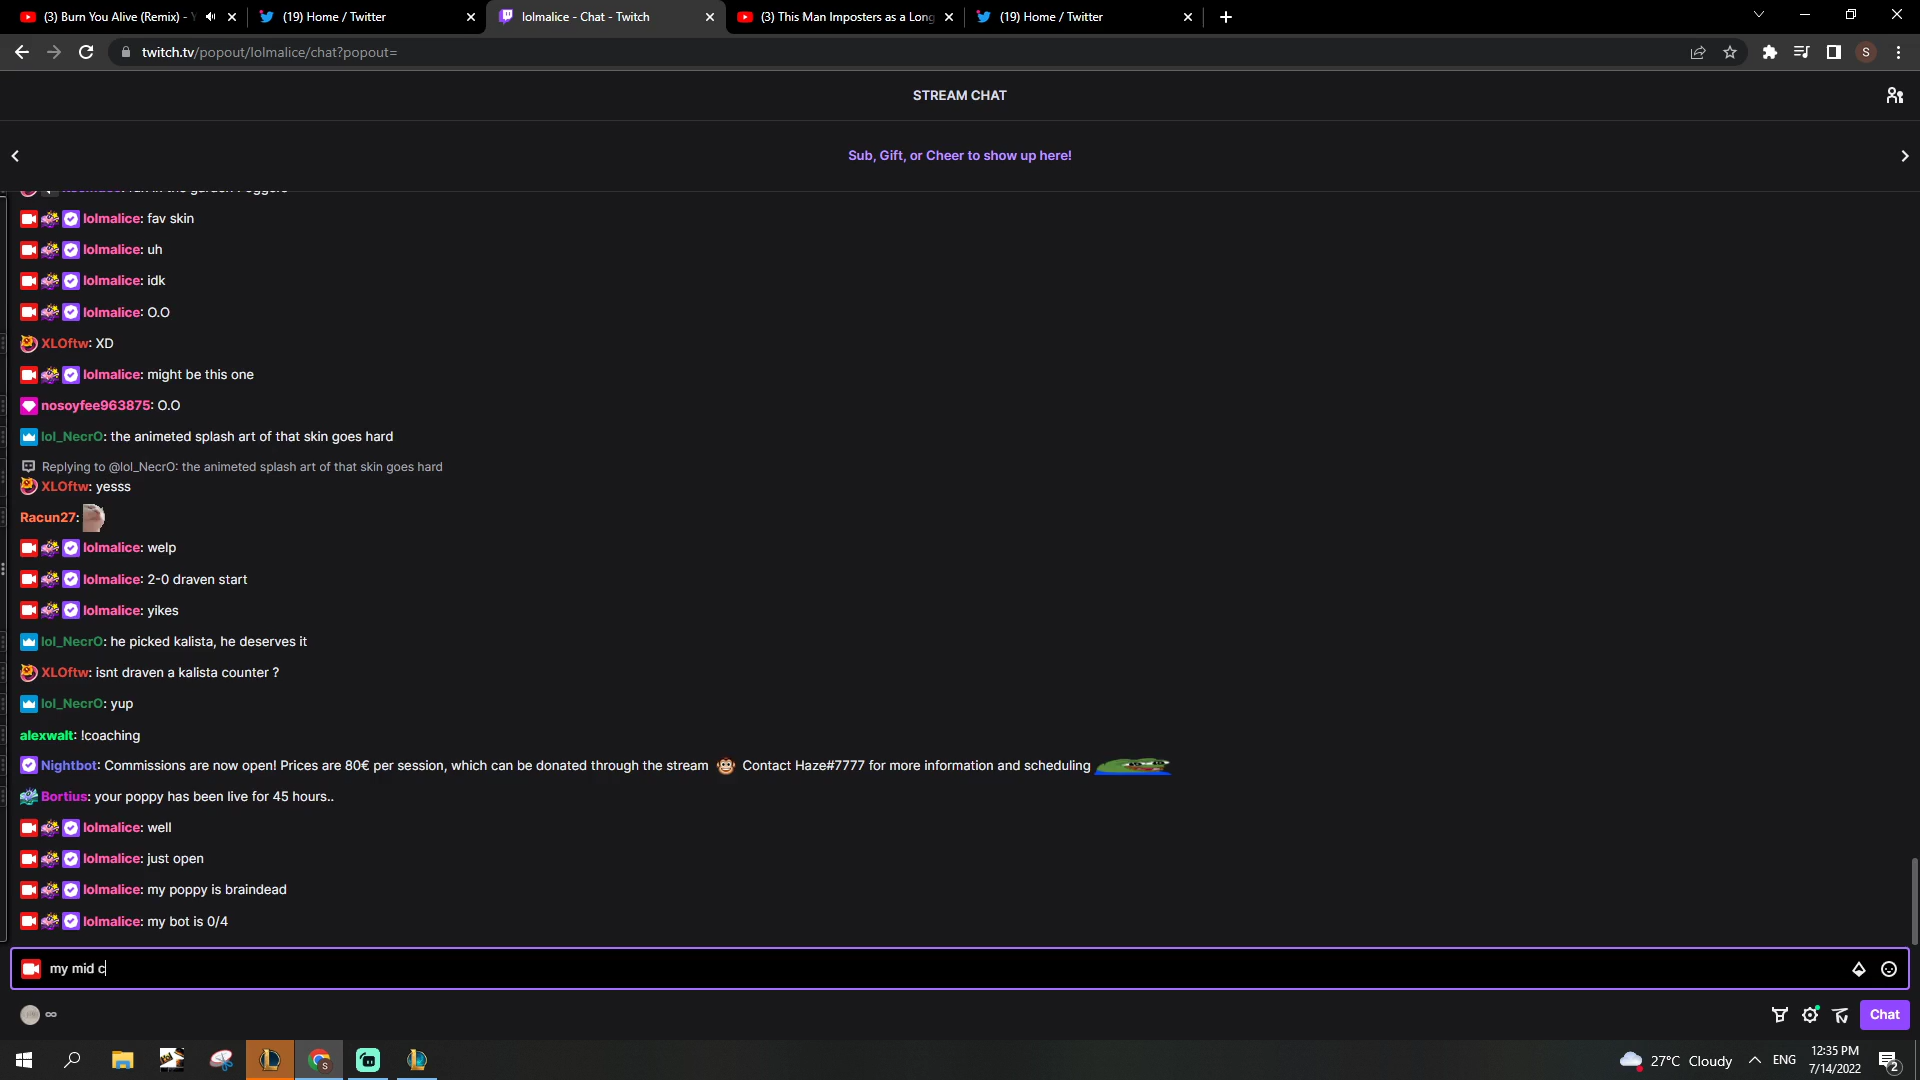 (3) Burn You Alive (Remix) -
(19) Home / Twitter
lolmalice - Chat - Twitch
(3) This Man Imposters as a Long
(19) Home / Twitter
twitch.tv/popout/lolmalice/chat?popout=
S
STREAM CHAT
Sub, Gift, or Cheer to show up here!
lolmalice: fav skin
lolmalice: uh
lolmalice: idk
lolmalice: O.O
XLOftw: XD
lolmalice: might be this one
nosoyfee963875: O.O
lol_NecrO: the animeted splash art of that skin goes hard
Replying to @lol_NecrO: the animeted splash art of that skin goes hard
XLOftw: yesss
Racun27:
lolmalice: welp
lolmalice: 2-0 draven start
lolmalice: yikes
lol_NecrO: he picked kalista, he deserves it
XLOftw: isnt draven a kalista counter ?
lol_NecrO: yup
alexwalt: !coaching
Nightbot: Commissions are now open! Prices are 80€ per session, which can be donated through the stream Contact Haze#7777 for more information and scheduling
Bortius: your poppy has been live for 45 hours..
lolmalice: well
lolmalice: just open
lolmalice: my poppy is braindead
lolmalice: my bot is 0/4
my mid c
∞
Chat
27°C Cloudy
ENG
12:35 PM
7/14/2022
2